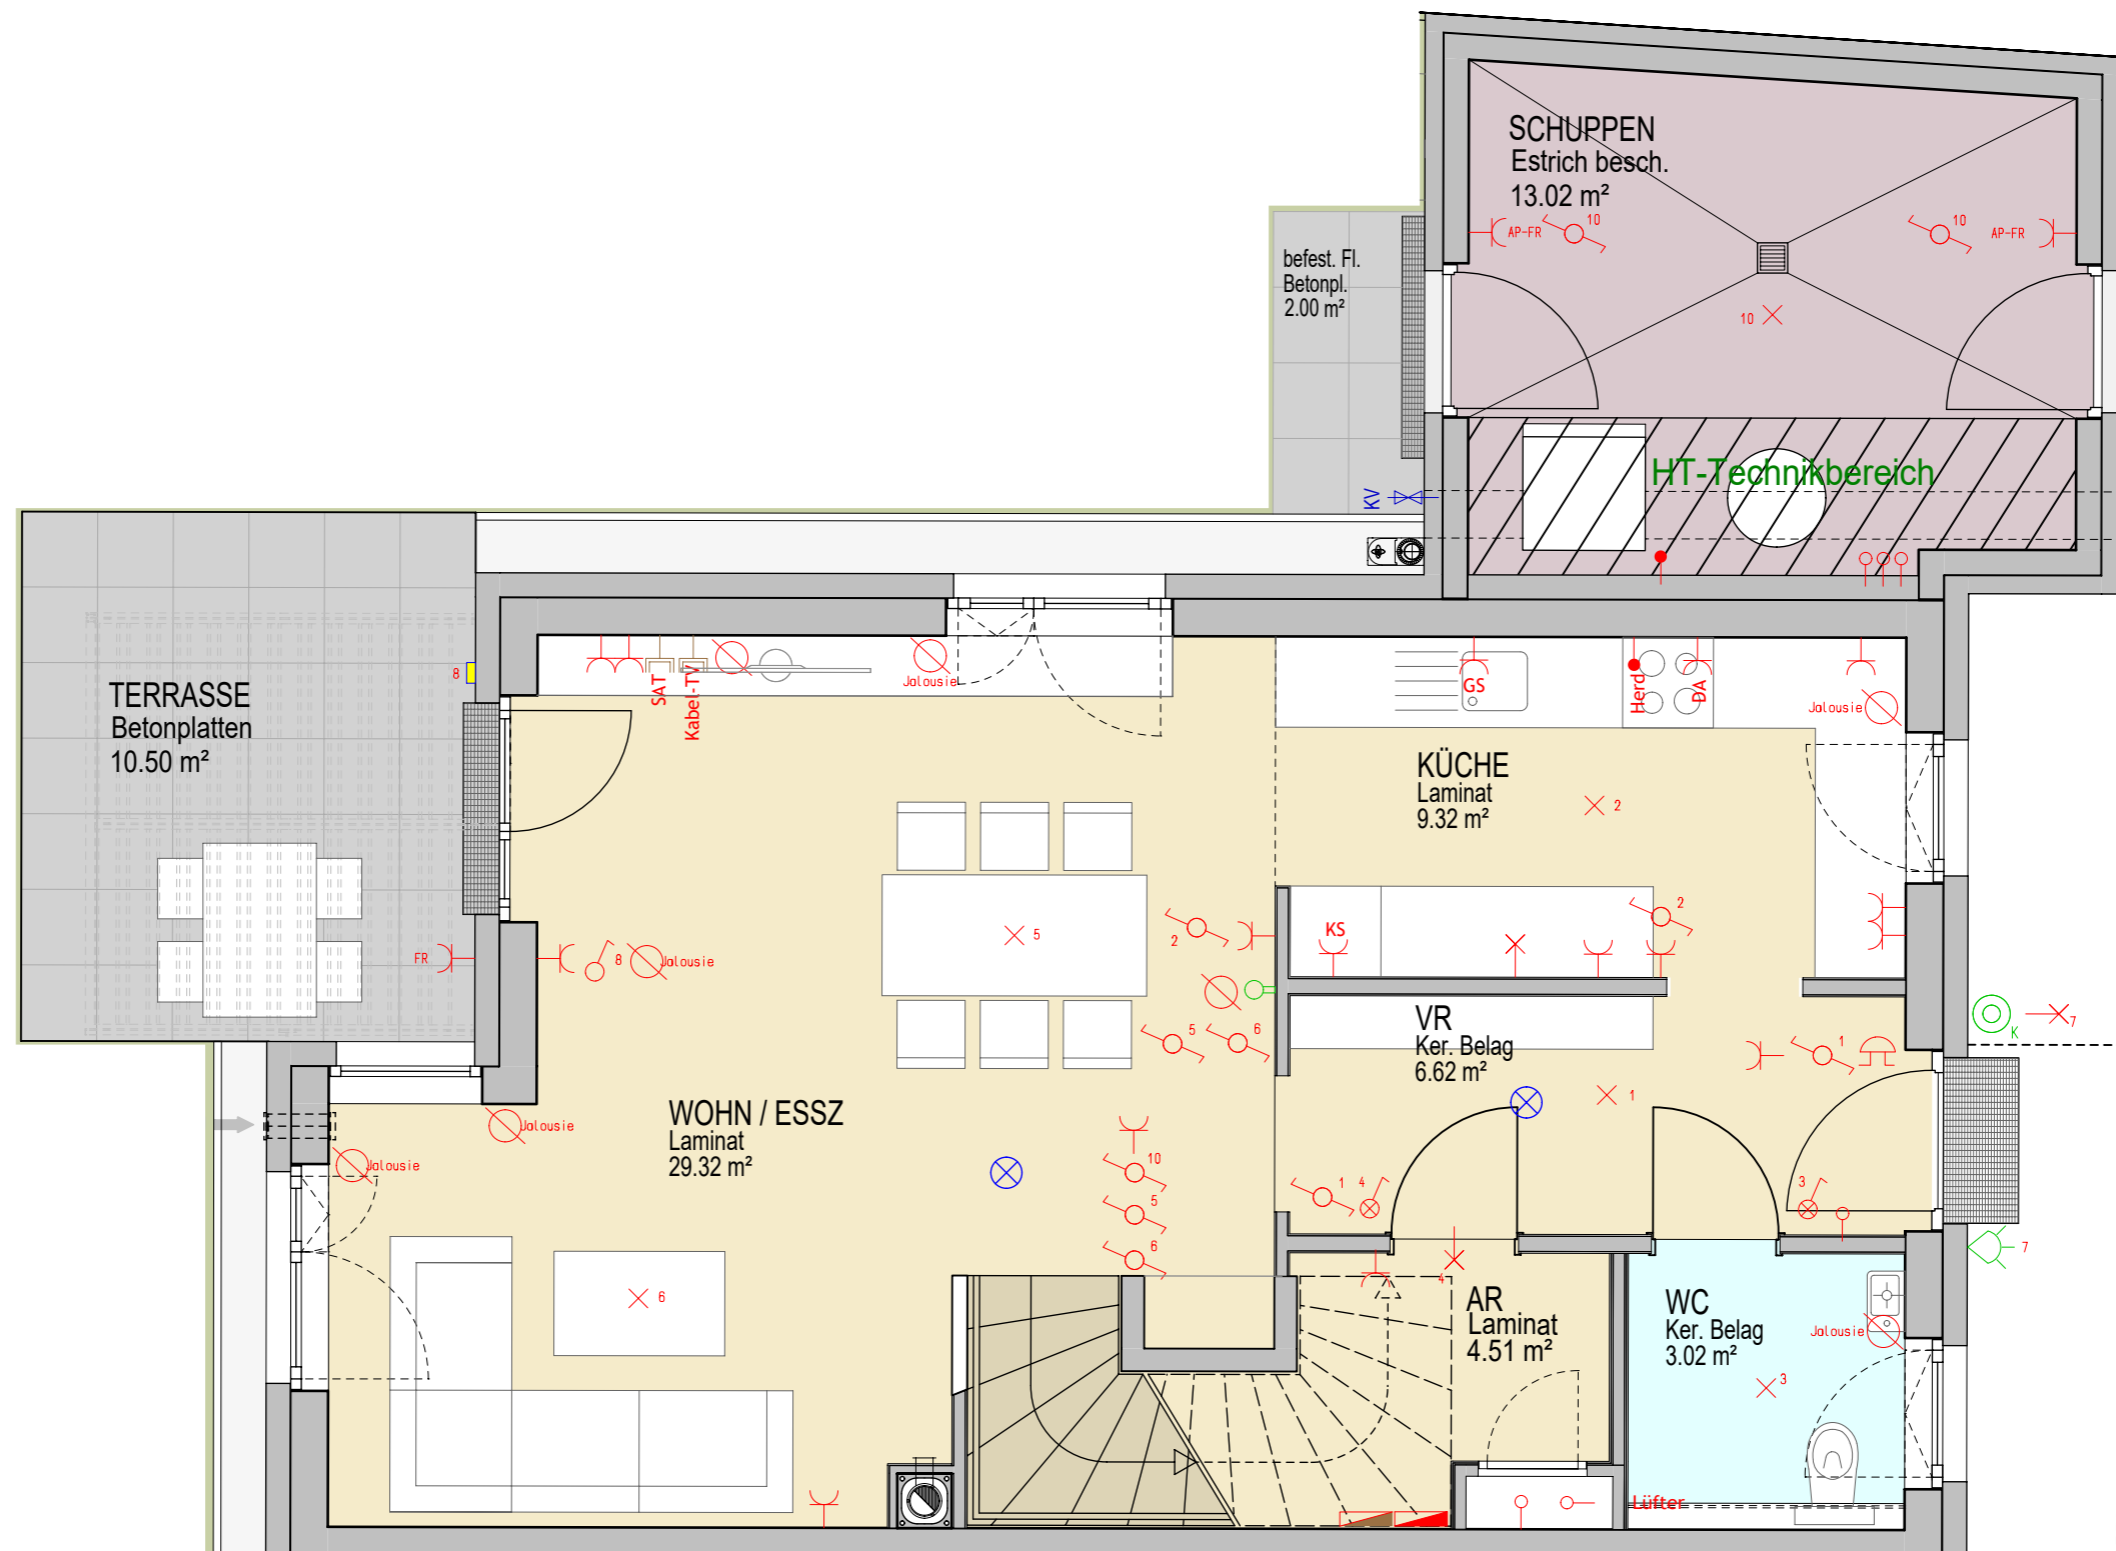 SCHUPPEN
Estrich besch.
13.02 m²
AP-FR
10
10
AP-FR
10
befest. Fl.
Betonpl.
2.00 m²
HT-Technikbereich
KV
TERRASSE
Betonplatten
10.50 m²
8
SAT
Kabel-TV
Jalousie
GS
Herd
DA
Jalousie
KÜCHE
Laminat
9.32 m²
2
5
2
KS
2
FR
8
Jalousie
5
6
VR
Ker. Belag
6.62 m²
1
1
K
7
WOHN / ESSZ
Laminat
29.32 m²
Jalousie
Jalousie
10
5
6
1
4
3
7
4
6
AR
Laminat
4.51 m²
WC
Ker. Belag
3.02 m²
Jalousie
3
Lüfter